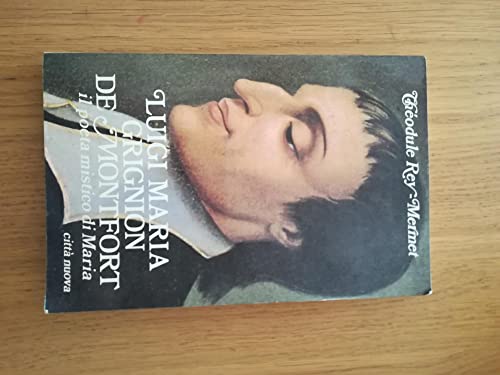 Théodule Rey-Mermet
LUIGI MARIA
GRIGNION
DE MONTFORT
il poeta mistico di Maria
città nuova